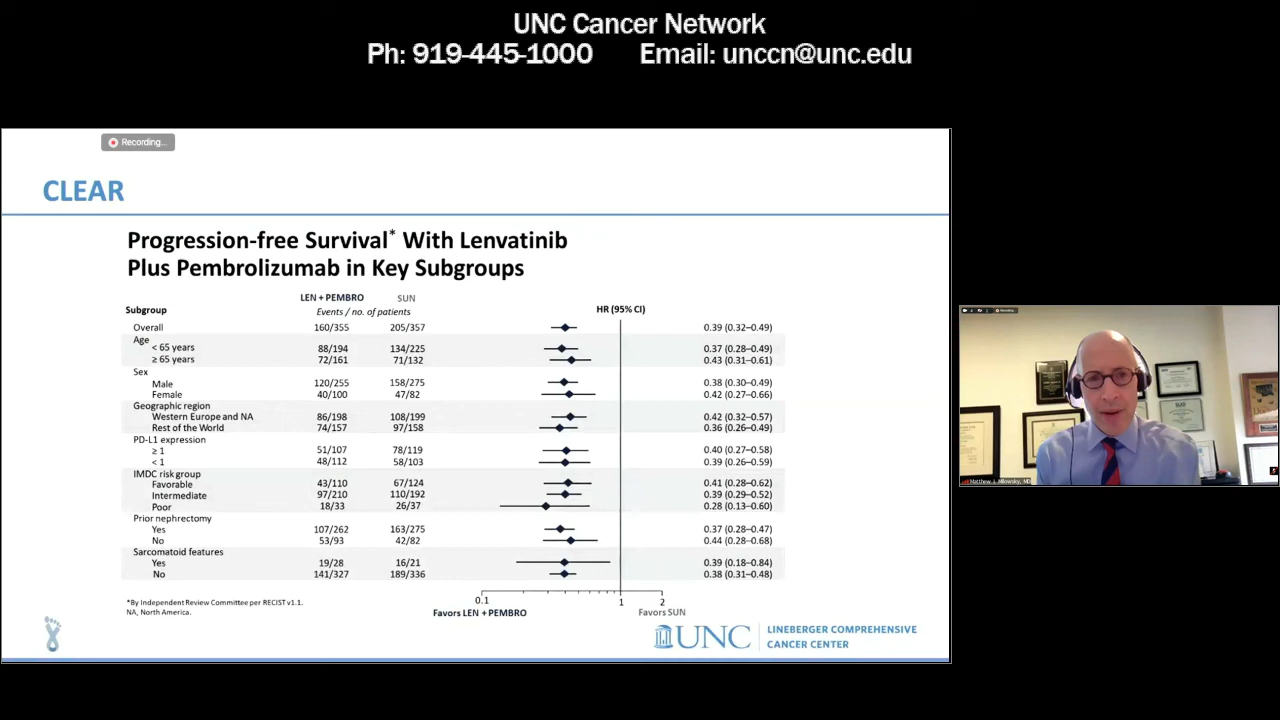 UNC Cancer Network
Ph: 919-445-1000 Email: unccn@unc.edu
Recording...
CLEAR
Progression-free Survival* With Lenvatinib
Plus Pembrolizumab in Key Subgroups
LEN + PEMBRO SUN
Subgroup Events / no. of patients HR (95% CI)
Overall 160/355 205/357 0.39 (0.32–0.49)
Age
< 65 years 88/194 134/225 0.37 (0.28–0.49)
≥ 65 years 72/161 71/132 0.43 (0.31–0.61)
Sex
Male 120/255 158/275 0.38 (0.30–0.49)
Female 40/100 47/82 0.42 (0.27–0.66)
Geographic region
Western Europe and NA 86/198 108/199 0.42 (0.32–0.57)
Rest of the World 74/157 97/158 0.36 (0.26–0.49)
PD-L1 expression
≥ 1 51/107 78/119 0.40 (0.27–0.58)
< 1 48/112 58/103 0.39 (0.26–0.59)
IMDC risk group
Favorable 43/110 67/124 0.41 (0.28–0.62)
Intermediate 97/210 110/192 0.39 (0.29–0.52)
Poor 18/33 26/37 0.28 (0.13–0.60)
Prior nephrectomy
Yes 107/262 163/275 0.37 (0.28–0.47)
No 53/93 42/82 0.44 (0.28–0.68)
Sarcomatoid features
Yes 19/28 16/21 0.39 (0.18–0.84)
No 141/327 189/336 0.38 (0.31–0.48)
0.1 1 2
Favors LEN + PEMBRO Favors SUN
*By Independent Review Committee per RECIST v1.1.
NA, North America.
UNC LINEBERGER COMPREHENSIVE
CANCER CENTER
Matthew I. Milowsky, MD